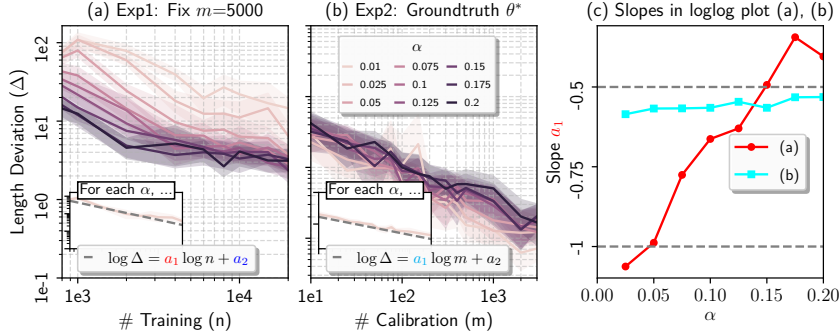 (a) Exp1: Fix m=5000
Length Deviation (Δ)
1e2
1e1
1e0
1e-1
For each α, ...
log Δ = a₁ log n + a₂
1e3
1e4
# Training (n)
(b) Exp2: Groundtruth θ*
α
0.01
0.075
0.15
0.025
0.1
0.175
0.05
0.125
0.2
For each α, ...
log Δ = a₁ log m + a₂
1e1
1e2
1e3
# Calibration (m)
(c) Slopes in loglog plot (a), (b)
Slope a₁
-0.5
-0.75
-1
(a)
(b)
0.00
0.05
0.10
0.15
0.20
α